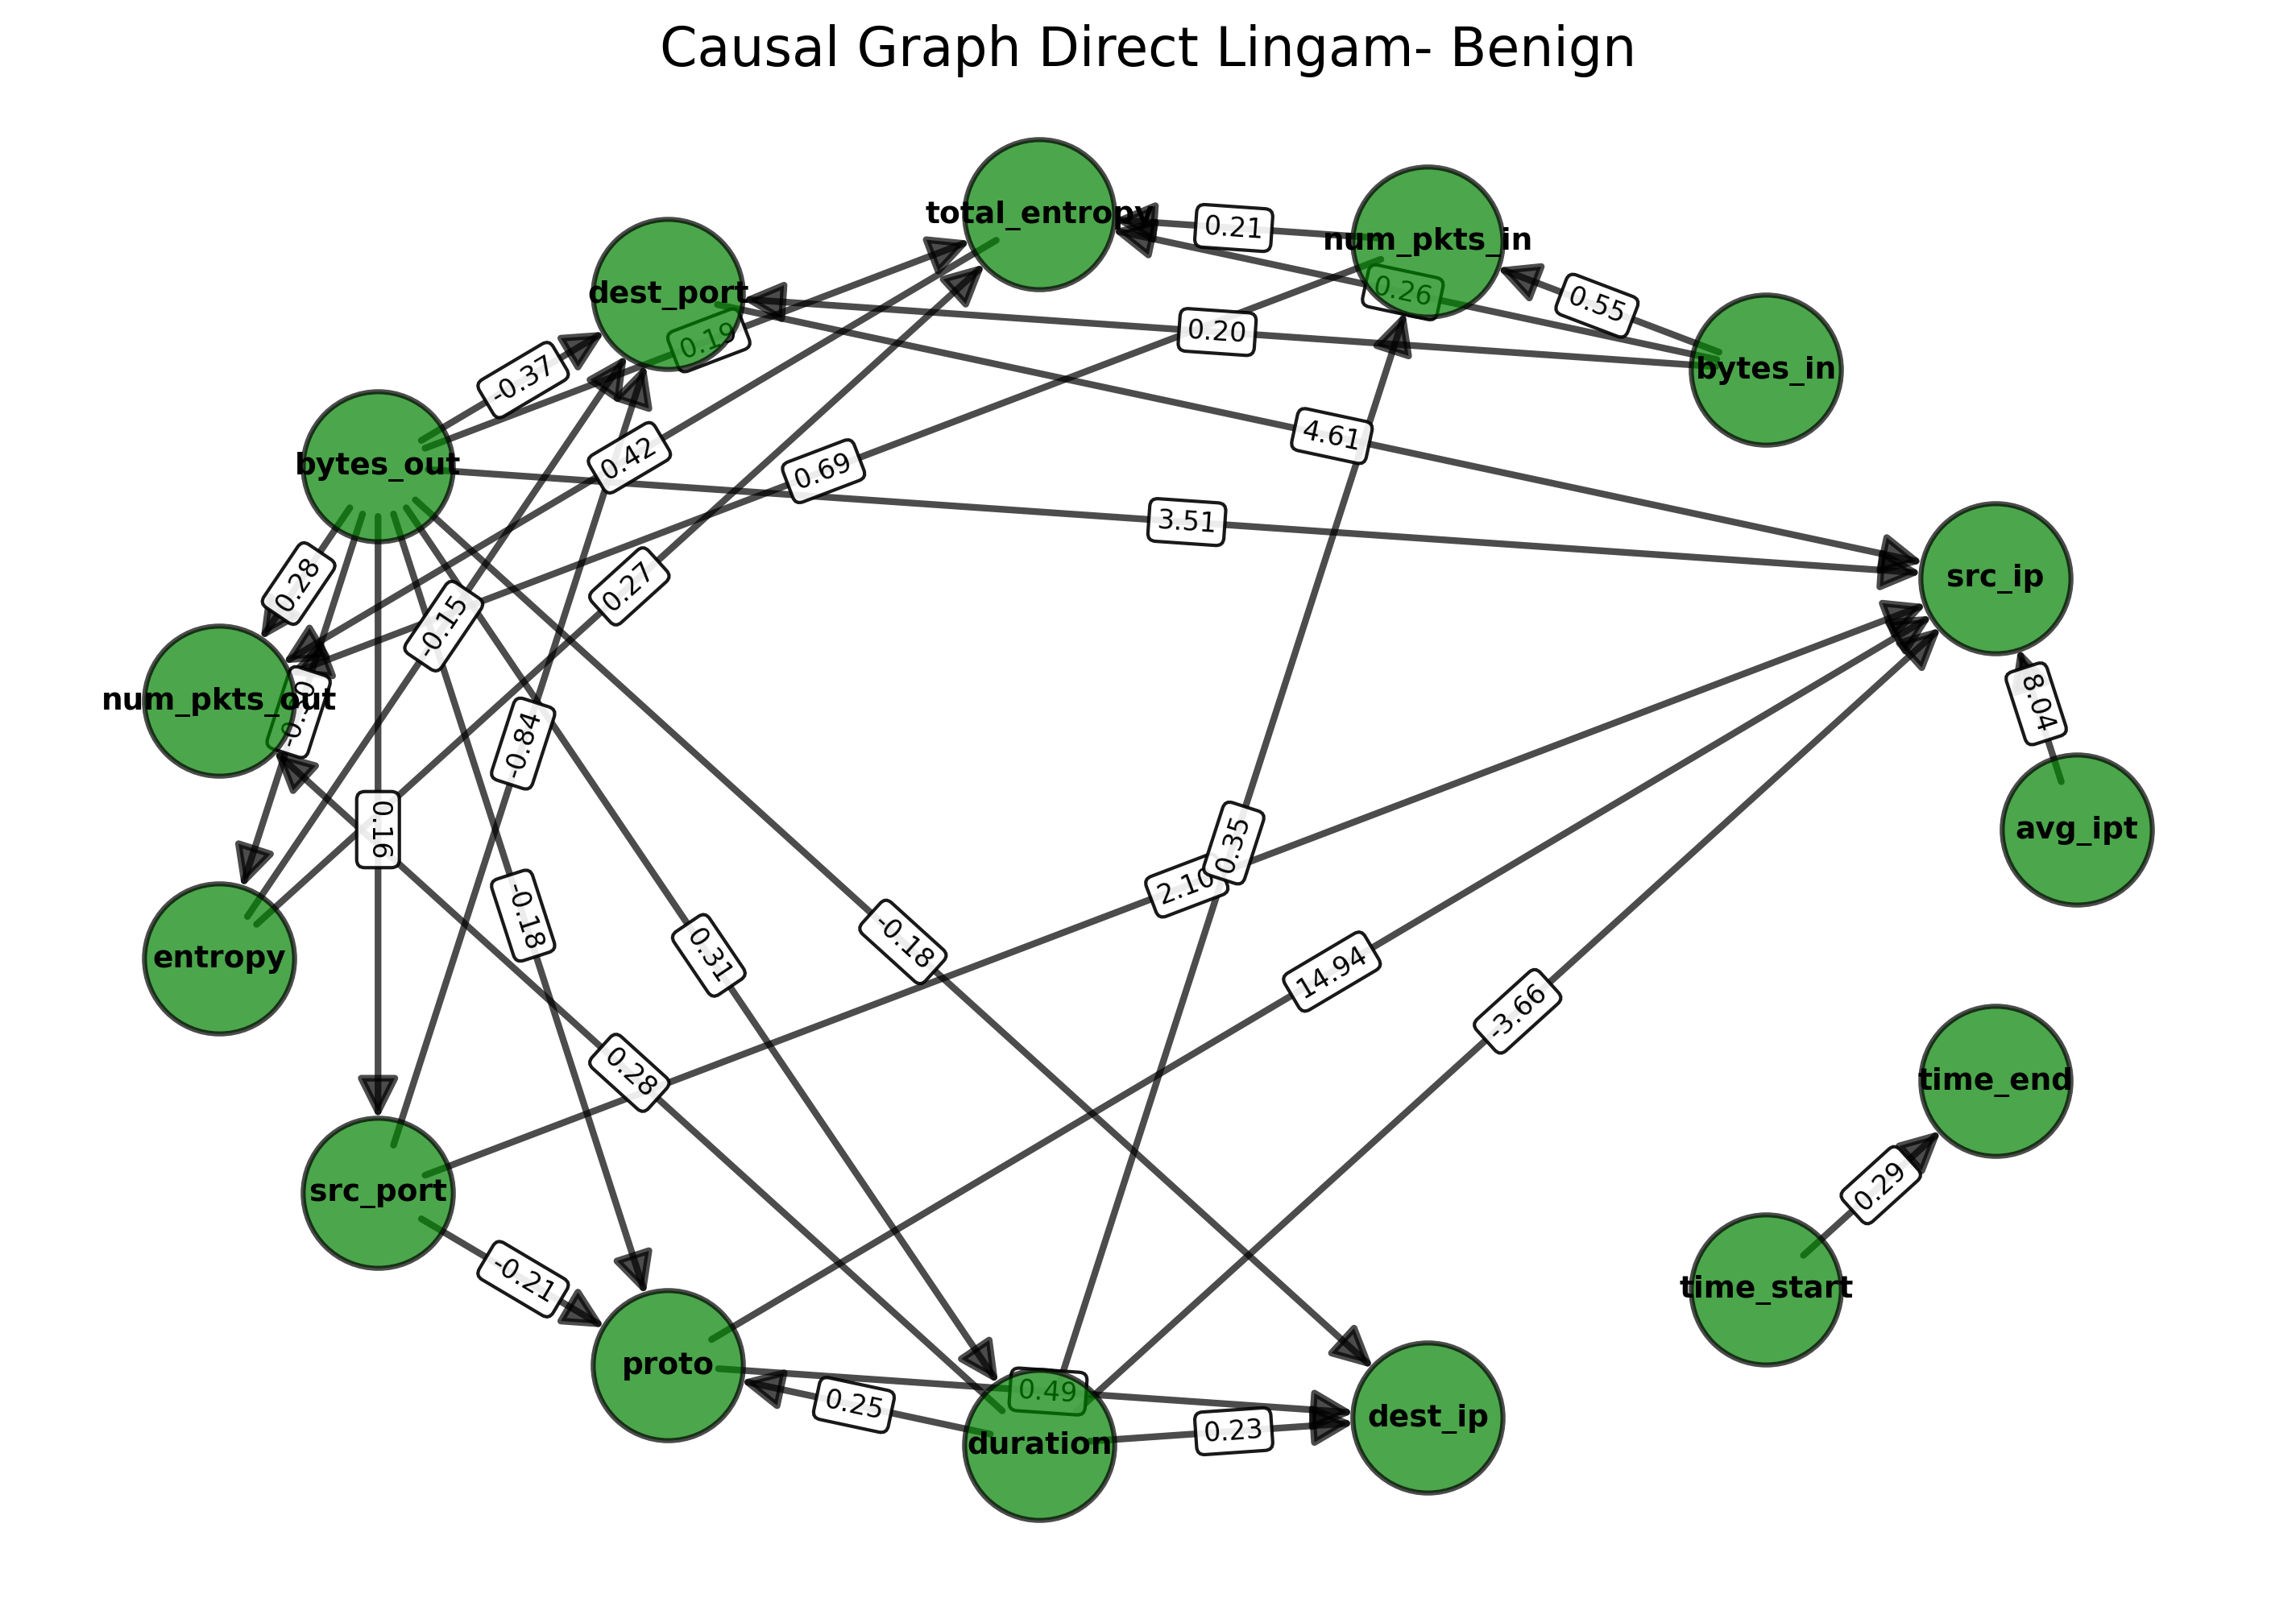 Causal Graph Direct Lingam- Benign
total_entropy
0.21
num_pkts_in
dest_port
0.26
0.55
0.19
0.20
bytes_in
-0.37
4.61
bytes_out
0.42
0.69
3.51
0.28
0.27
src_ip
-0.15
num_pkts_out
8.04
-0.84
0.16
0.35
avg_ipt
2.10
-0.18
0.31
-0.18
entropy
14.94
-3.66
0.28
time_end
src_port
0.29
-0.21
time_start
proto
0.49
0.25
0.23
dest_ip
duration